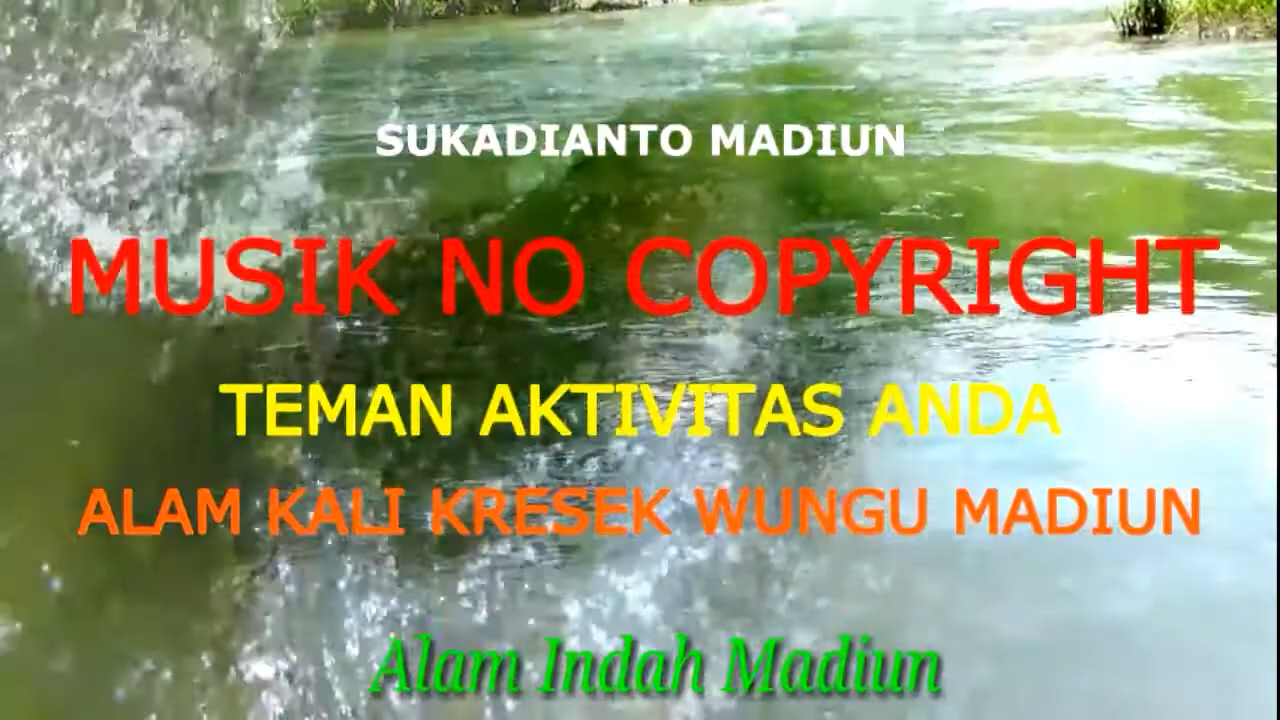 SUKADIANTO MADIUN
MUSIK NO COPYRIGHT
TEMAN AKTIVITAS ANDA
ALAM KALI KRESEK WUNGU MADIUN
Alam Indah Madiun